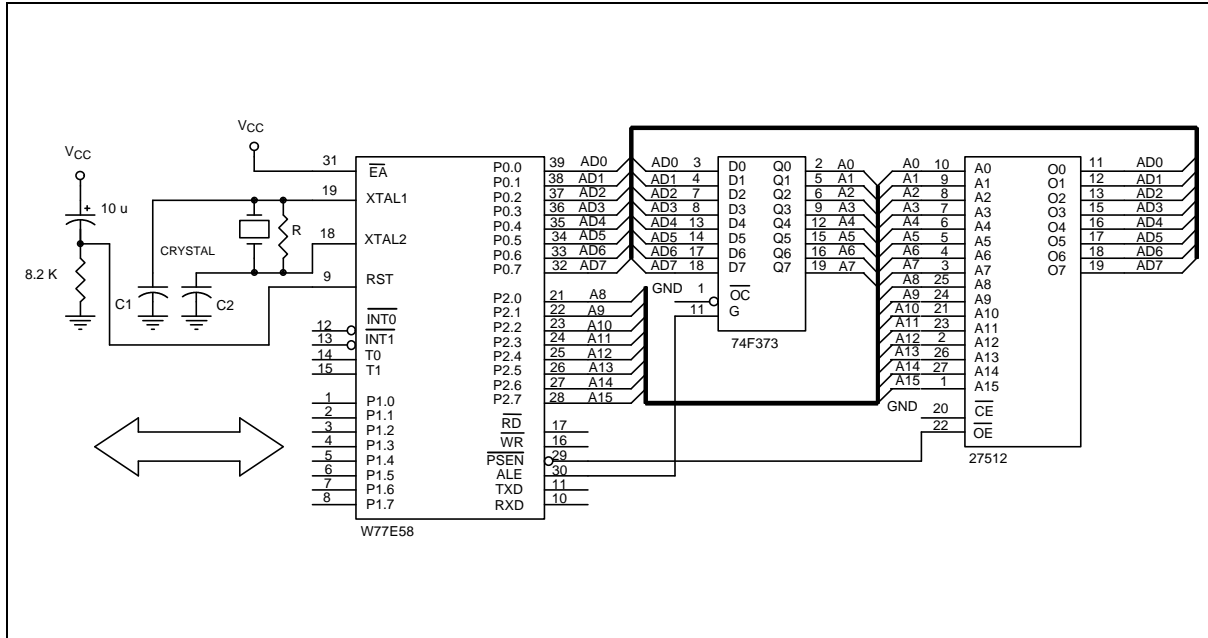 VCC
VCC
10 u
+
8.2 K
CRYSTAL
C1
C2
R
31 EA
19 XTAL1
18 XTAL2
9 RST
12 INT0
13 INT1
14 T0
15 T1
1 P1.0
2 P1.1
3 P1.2
4 P1.3
5 P1.4
6 P1.5
7 P1.6
8 P1.7
P0.0 39 AD0
P0.1 38 AD1
P0.2 37 AD2
P0.3 36 AD3
P0.4 35 AD4
P0.5 34 AD5
P0.6 33 AD6
P0.7 32 AD7
P2.0 21 A8
P2.1 22 A9
P2.2 23 A10
P2.3 24 A11
P2.4 25 A12
P2.5 26 A13
P2.6 27 A14
P2.7 28 A15
RD 17
WR 16
PSEN 29
ALE 30
TXD 11
RXD 10
W77E58
AD0 3 D0 Q0 2 A0
AD1 4 D1 Q1 5 A1
AD2 7 D2 Q2 6 A2
AD3 8 D3 Q3 9 A3
AD4 13 D4 Q4 12 A4
AD5 14 D5 Q5 15 A5
AD6 17 D6 Q6 16 A6
AD7 18 D7 Q7 19 A7
GND 1 OC
11 G
74F373
A0 10 A0 O0 11 AD0
A1 9 A1 O1 12 AD1
A2 8 A2 O2 13 AD2
A3 7 A3 O3 15 AD3
A4 6 A4 O4 16 AD4
A5 5 A5 O5 17 AD5
A6 4 A6 O6 18 AD6
A7 3 A7 O7 19 AD7
A8 25 A8
A9 24 A9
A10 21 A10
A11 23 A11
A12 2 A12
A13 26 A13
A14 27 A14
A15 1 A15
GND 20 CE
22 OE
27512